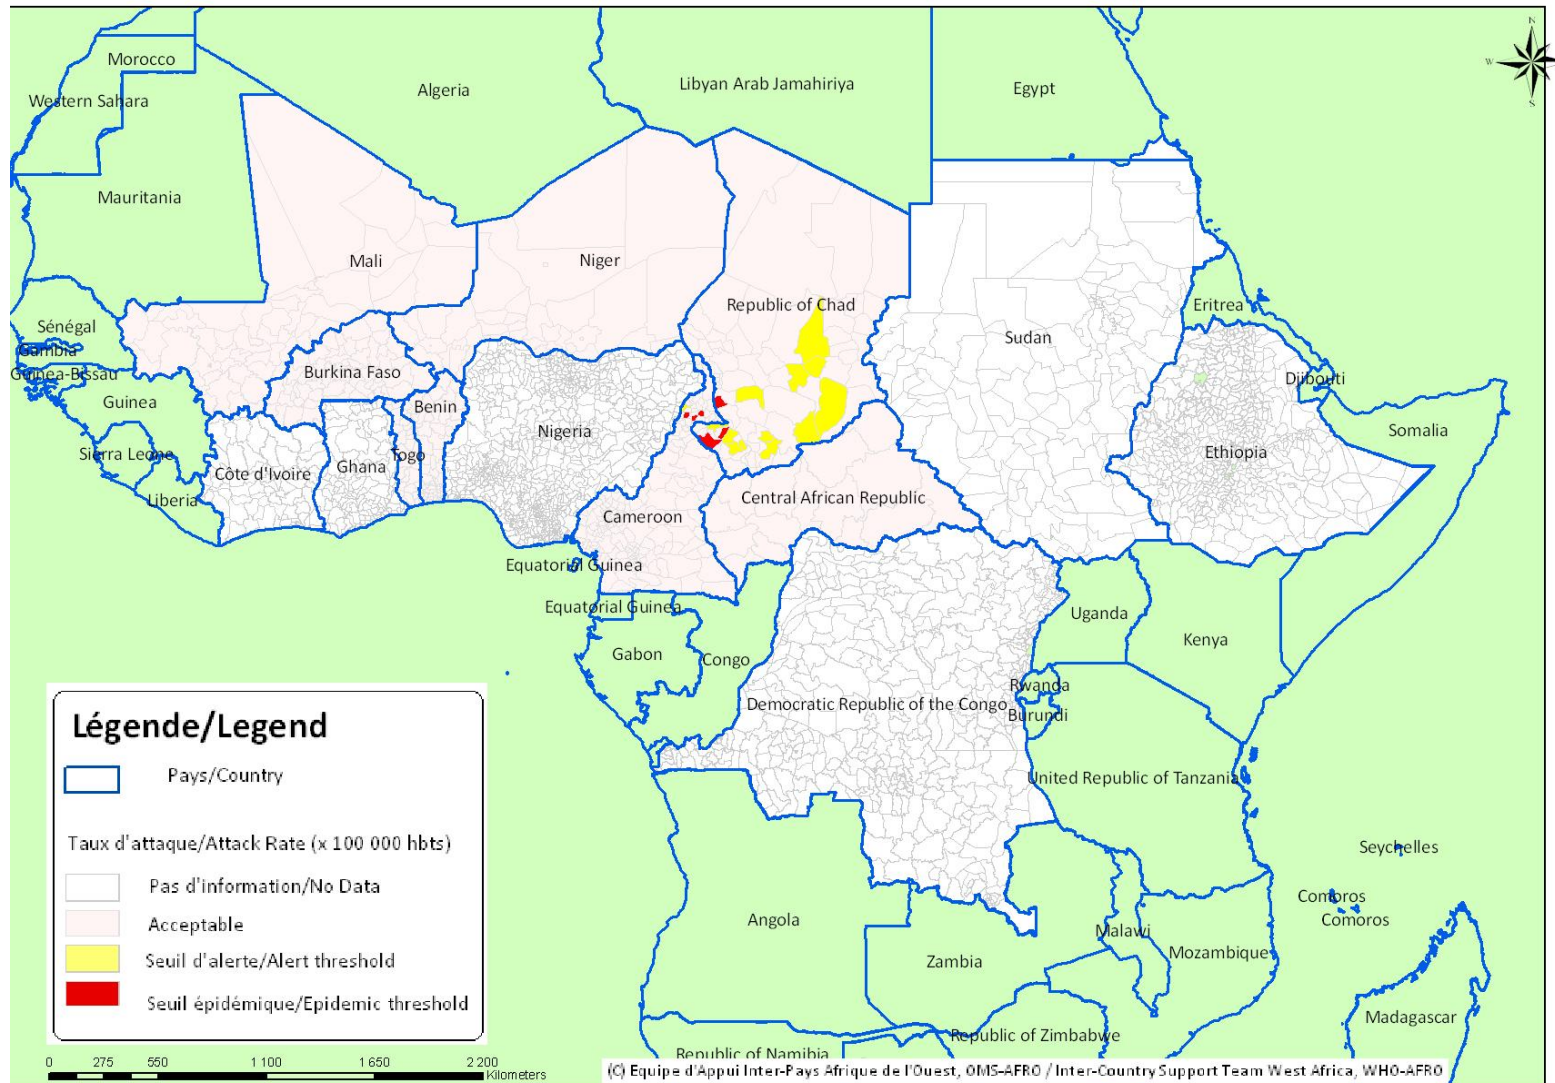 N
W
S
Morocco
Algeria
Libyan Arab Jamahiriya
Egypt
Western Sahara
Mauritania
Mali
Niger
Republic of Chad
Sudan
Eritrea
Sénégal
Gambia
Guinea-Bissau
Guinea
Burkina Faso
Benin
Djibouti
Nigeria
Somalia
Sierra Leone
Côte d'Ivoire
Ghana
Togo
Ethiopia
Liberia
Cameroon
Central African Republic
Equatorial Guinea
Equatorial Guinea
Gabon
Congo
Uganda
Kenya
Rwanda
Democratic Republic of the Congo
Burundi
United Republic of Tanzania
Seychelles
Comoros
Comoros
Angola
Malawi
Zambia
Mozambique
Madagascar
Republic of Zimbabwe
Republic of Namibia
Légende/Legend
Pays/Country
Taux d'attaque/Attack Rate (x 100 000 hbts)
Pas d'information/No Data
Acceptable
Seuil d'alerte/Alert threshold
Seuil épidémique/Epidemic threshold
0 275 550 1 100 1 650 2 200
Kilometers
(C) Equipe d'Appui Inter-Pays Afrique de l'Ouest, OMS-AFRO / Inter-Country Support Team West Africa, WHO-AFRO